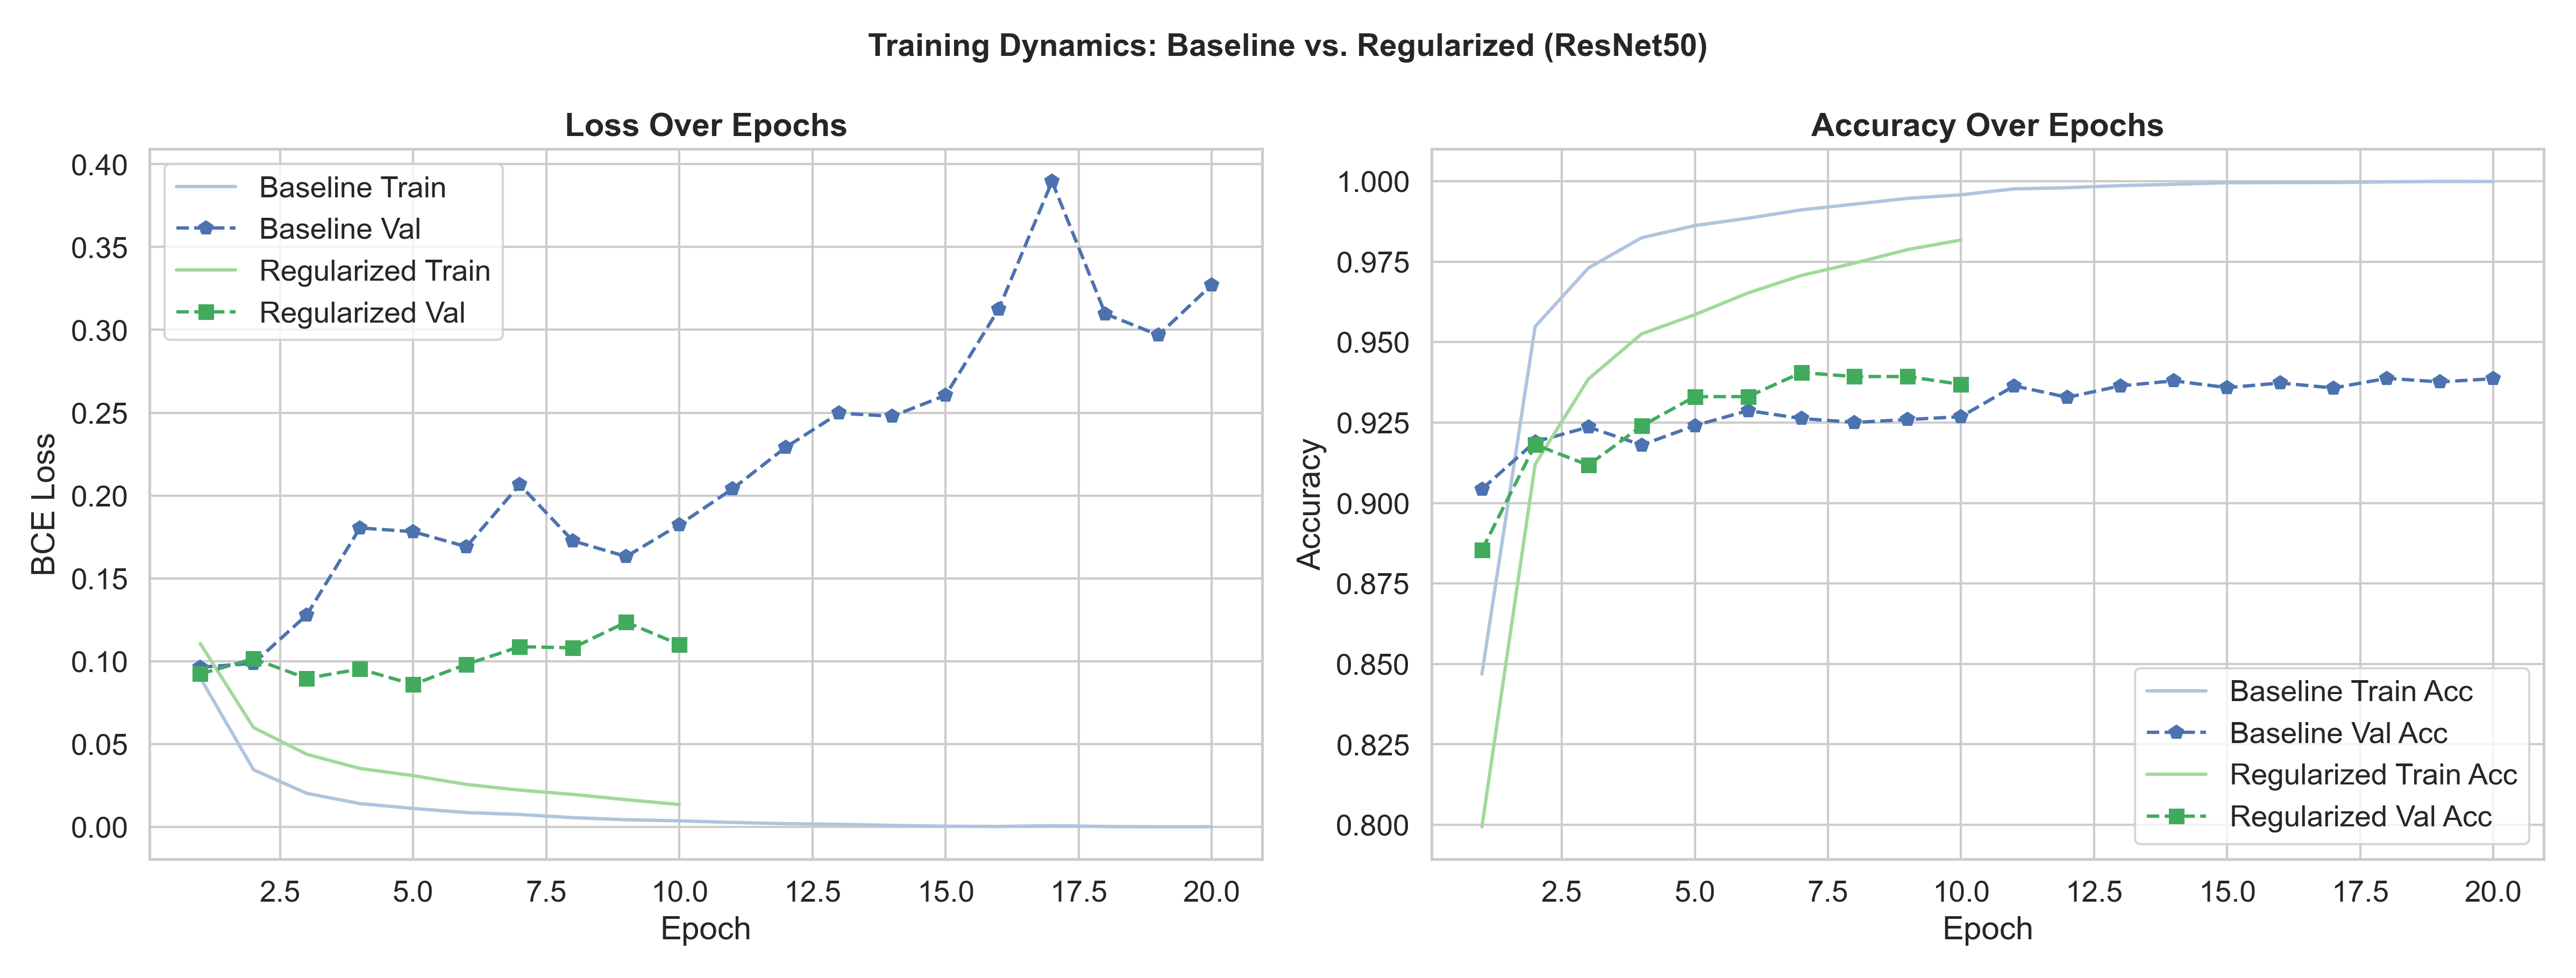 Training Dynamics: Baseline vs. Regularized (ResNet50)
Loss Over Epochs
BCE Loss
0.40
0.35
0.30
0.25
0.20
0.15
0.10
0.05
0.00
Baseline Train
Baseline Val
Regularized Train
Regularized Val
2.5 5.0 7.5 10.0 12.5 15.0 17.5 20.0
Epoch
Accuracy Over Epochs
Accuracy
1.000
0.975
0.950
0.925
0.900
0.875
0.850
0.825
0.800
Baseline Train Acc
Baseline Val Acc
Regularized Train Acc
Regularized Val Acc
2.5 5.0 7.5 10.0 12.5 15.0 17.5 20.0
Epoch